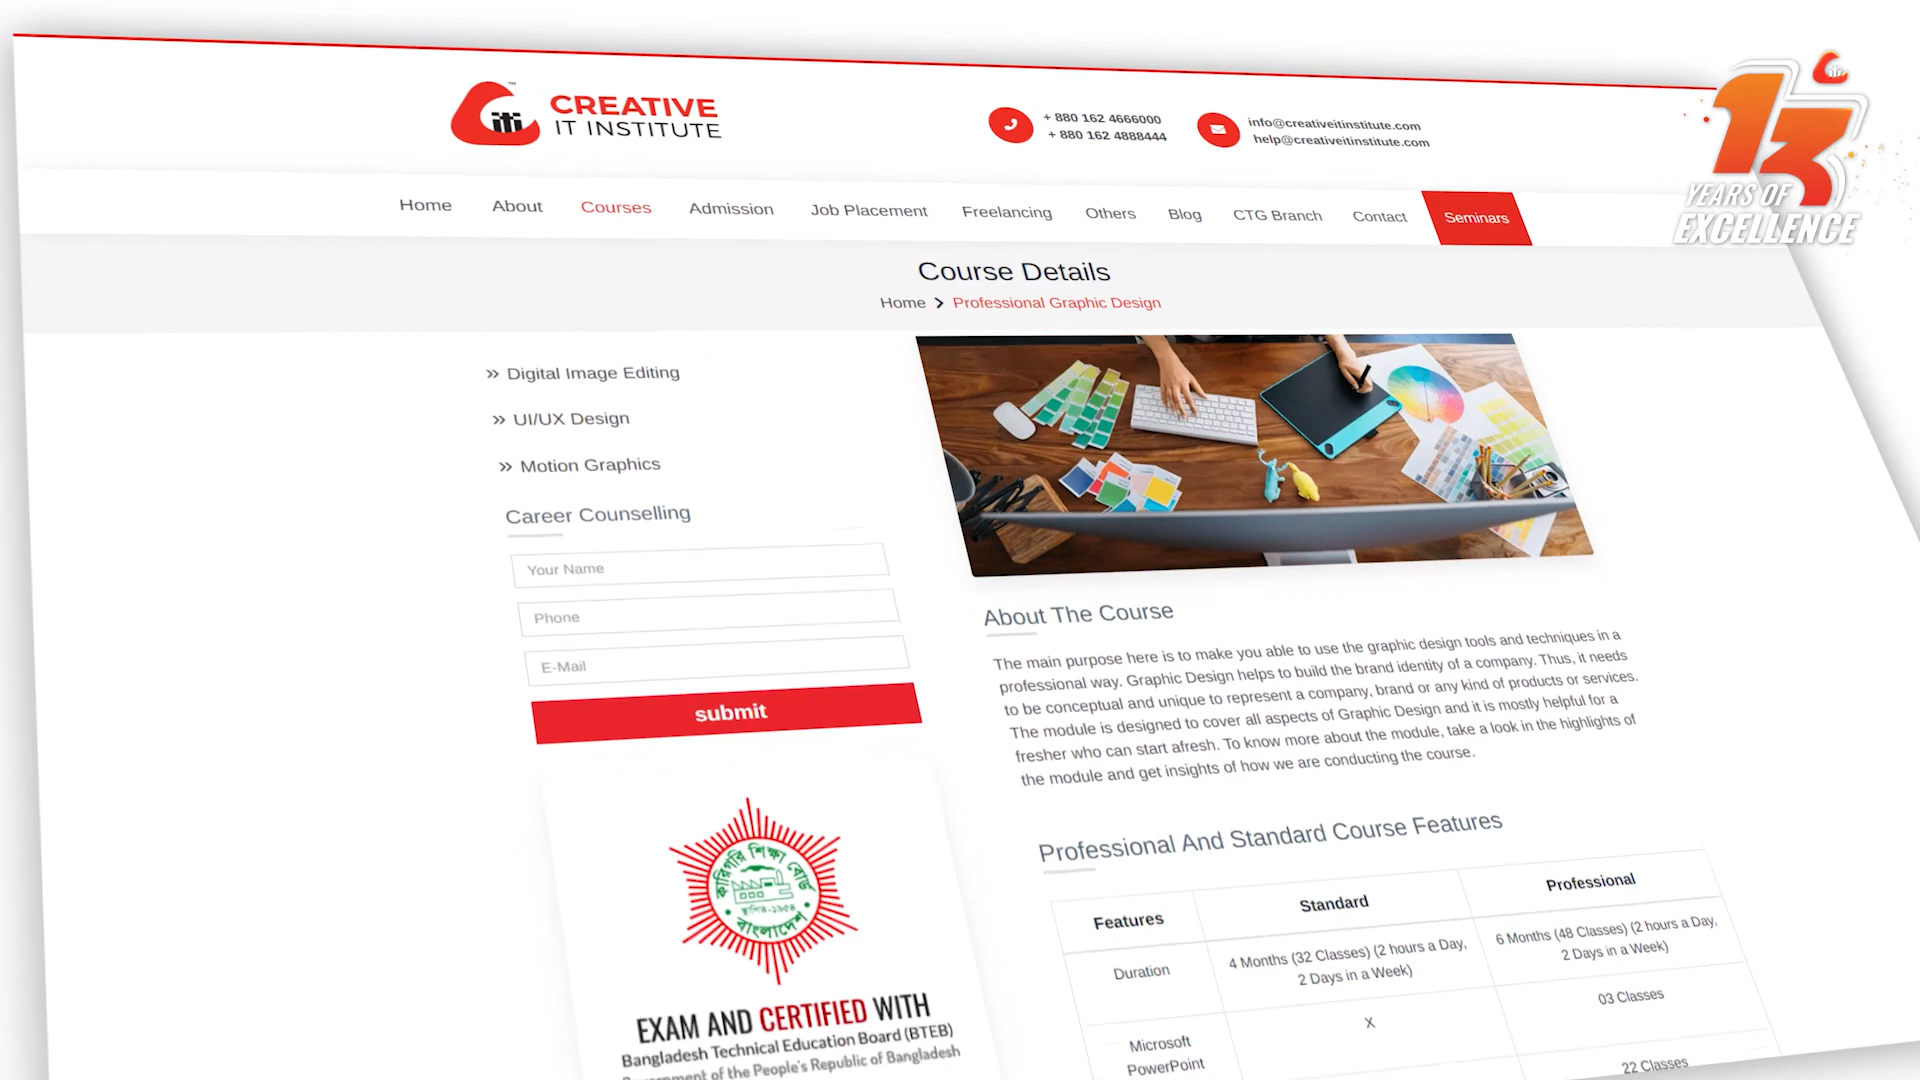 CREATIVE
IT INSTITUTE
iti
™
+ 880 162 4666000
+ 880 162 4888444
info@creativeitinstitute.com
help@creativeitinstitute.com
13
iti
YEARS OF
EXCELLENCE
Home About Courses Admission Job Placement Freelancing Others Blog CTG Branch Contact Seminars
Course Details
Home > Professional Graphic Design
» Digital Image Editing
» UI/UX Design
» Motion Graphics
Career Counselling
Your Name
Phone
E-Mail
submit
কারিগরি শিক্ষা বোর্ড
স্থাপিত-১৯৫৪
বাংলাদেশ
EXAM AND CERTIFIED WITH
Bangladesh Technical Education Board (BTEB)
Government of the People's Republic of Bangladesh
About The Course
The main purpose here is to make you able to use the graphic design tools and techniques in a
professional way. Graphic Design helps to build the brand identity of a company. Thus, it needs
to be conceptual and unique to represent a company, brand or any kind of products or services.
The module is designed to cover all aspects of Graphic Design and it is mostly helpful for a
fresher who can start afresh. To know more about the module, take a look in the highlights of
the module and get insights of how we are conducting the course.
Professional And Standard Course Features
Features Standard Professional
Duration 4 Months (32 Classes) (2 hours a Day, 6 Months (48 Classes) (2 hours a Day,
2 Days in a Week) 2 Days in a Week)
Microsoft X 03 Classes
PowerPoint
22 Classes